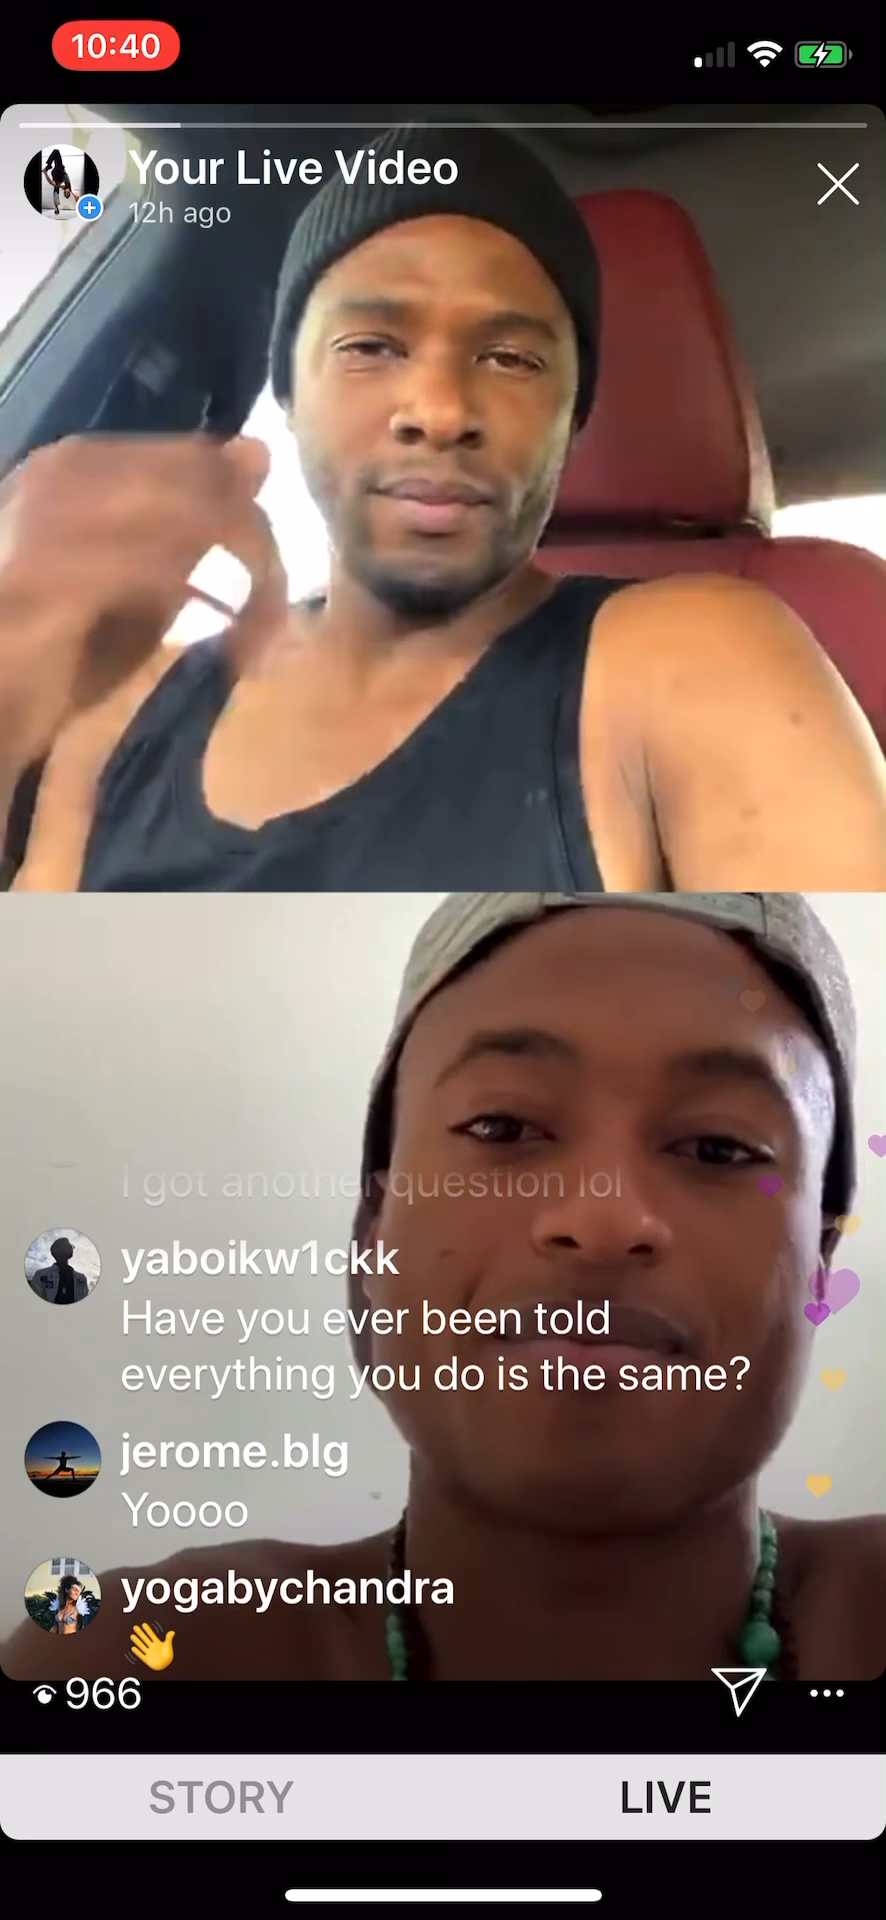 10:40
Your Live Video
12h ago
I got another question lol
yaboikw1ckk
Have you ever been told
everything you do is the same?
jerome.blg
Yoooo
yogabychandra
966
STORY
LIVE